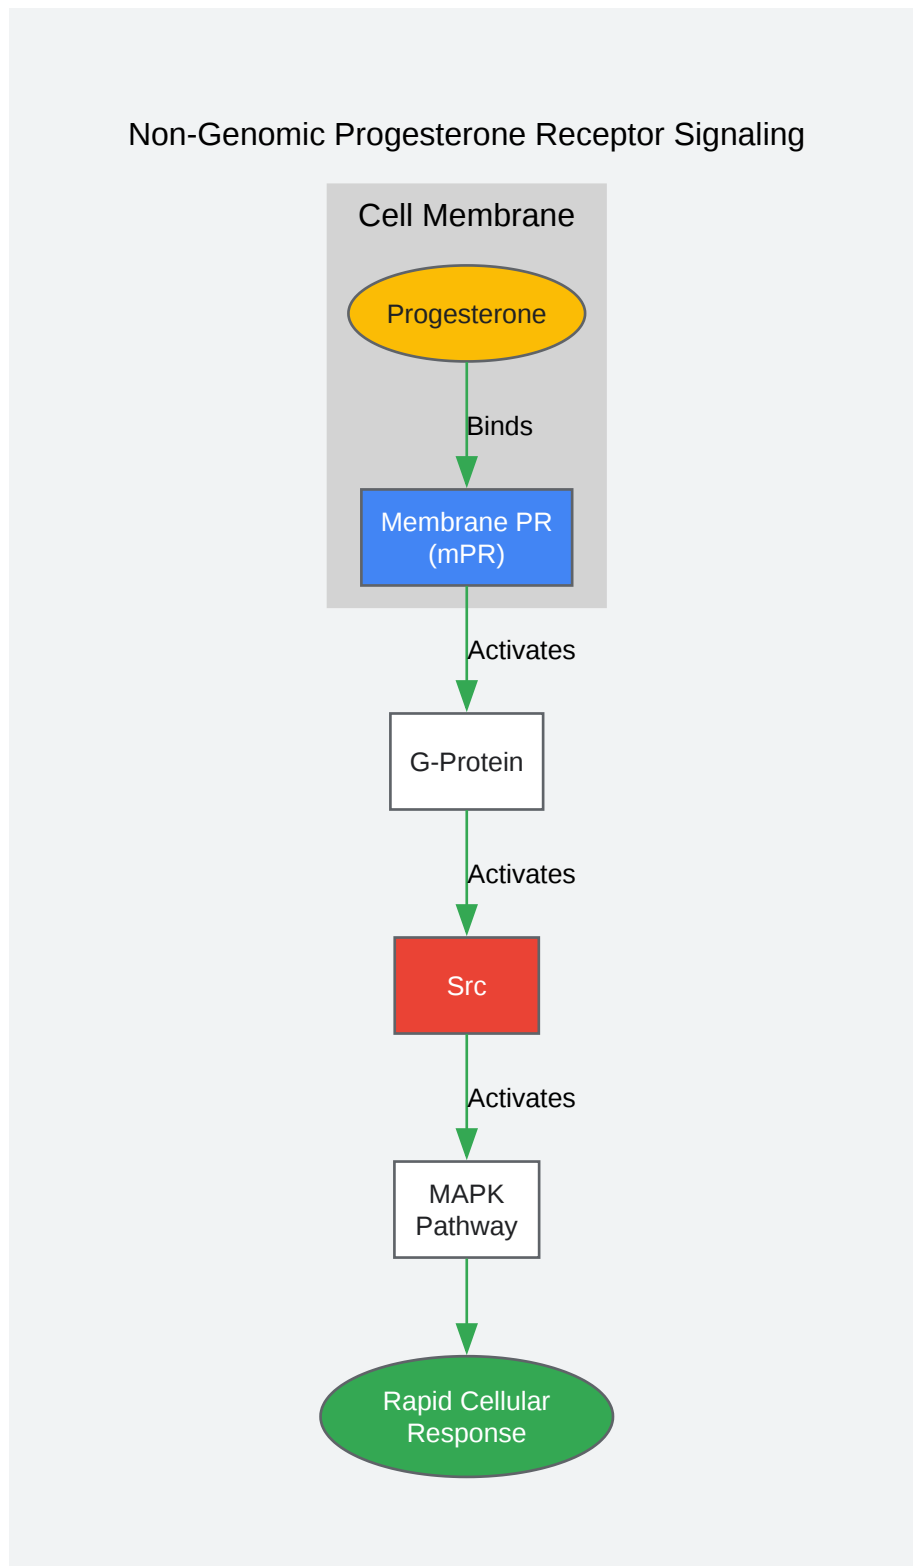 Non-Genomic Progesterone Receptor Signaling
Cell Membrane
Progesterone
Binds
Membrane PR
(mPR)
Activates
G-Protein
Activates
Src
Activates
MAPK
Pathway
Rapid Cellular
Response